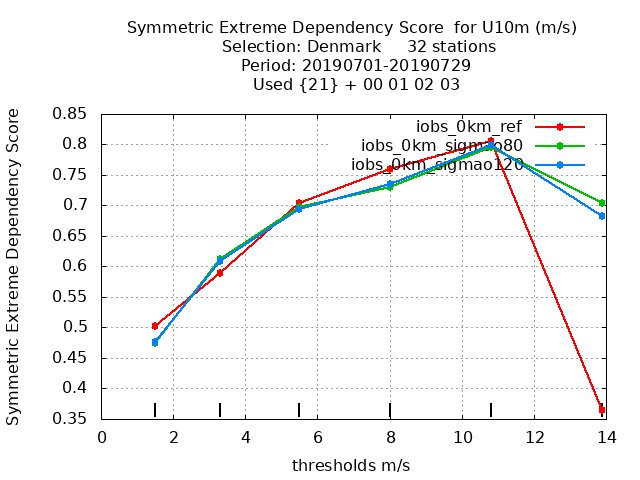 Symmetric Extreme Dependency Score  for U10m (m/s)
Selection: Denmark     32 stations
Period: 20190701-20190729
Used {21} + 00 01 02 03
Symmetric Extreme Dependency Score
0.85
0.8
0.75
0.7
0.65
0.6
0.55
0.5
0.45
0.4
0.35
iobs_0km_ref
iobs_0km_sigmao80
iobs_0km_sigmao120
0 2 4 6 8 10 12 14
thresholds m/s